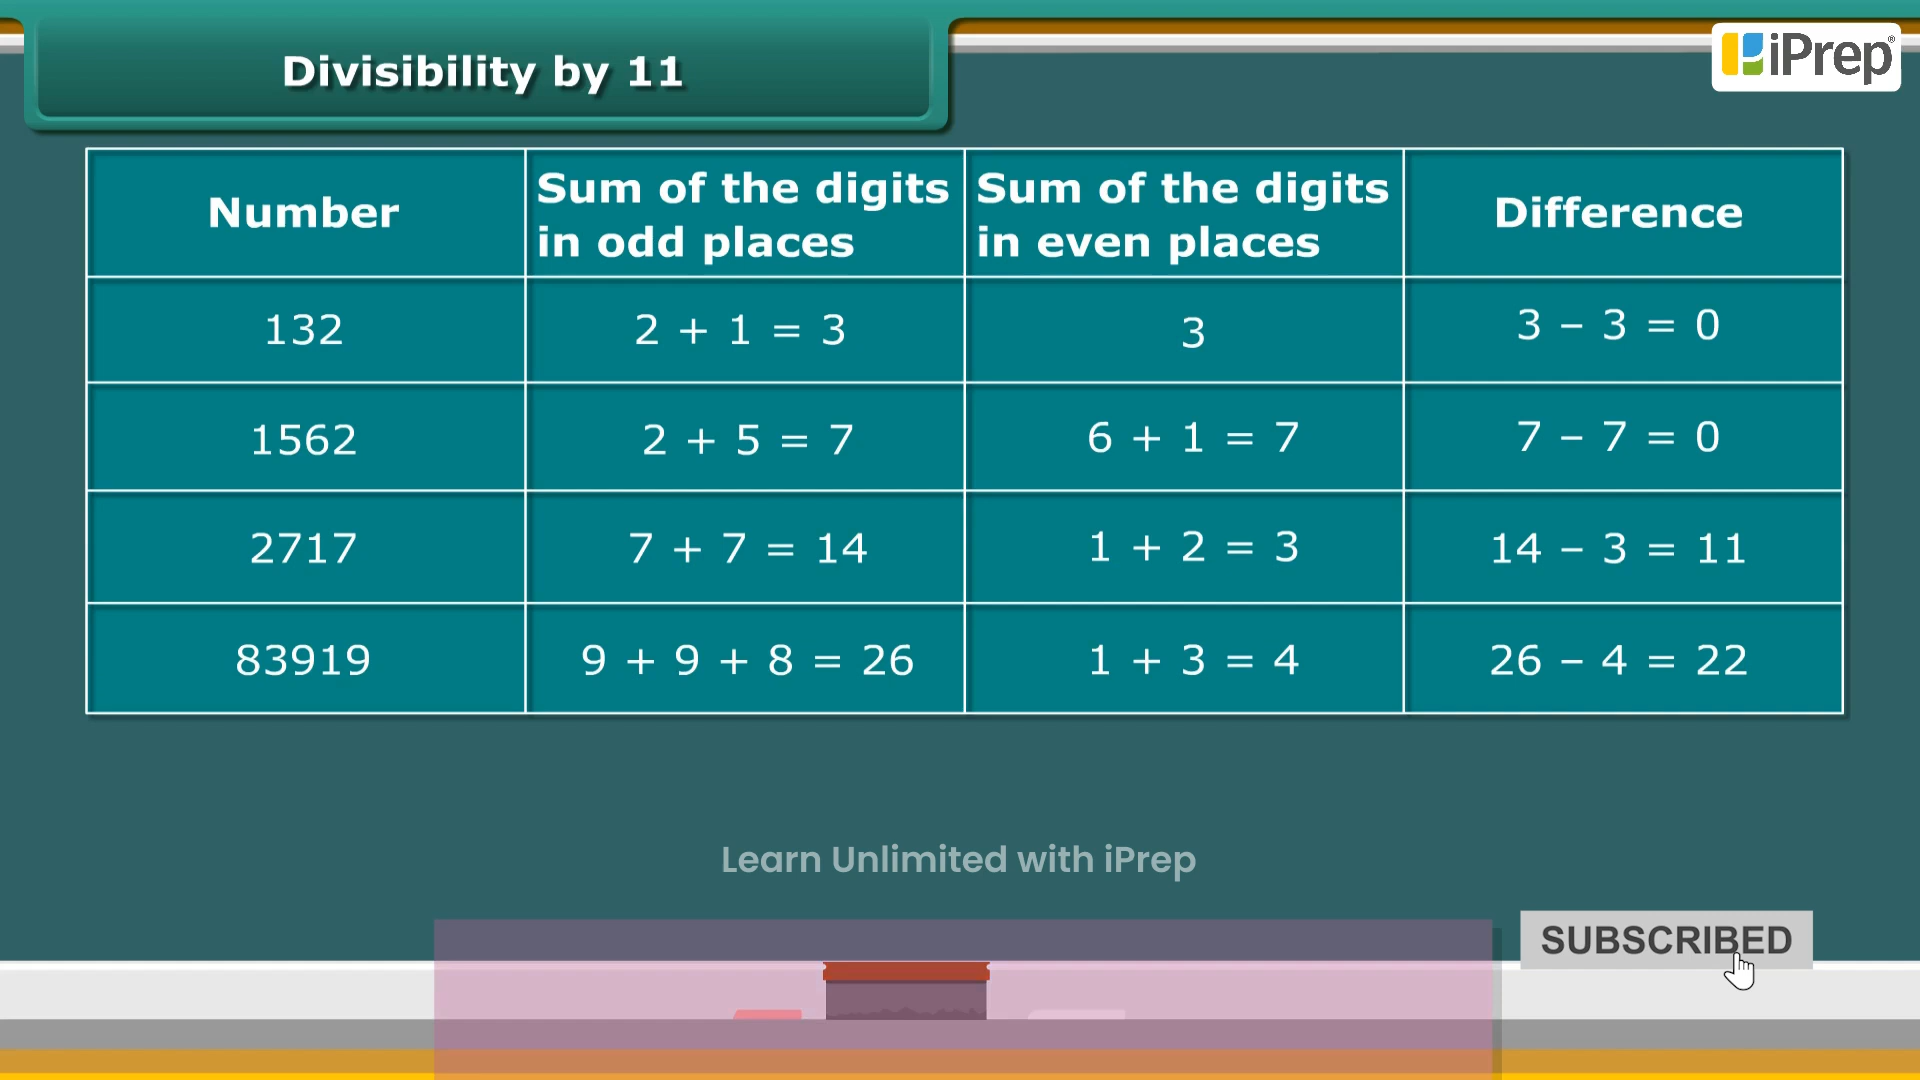 Divisibility by 11
iPrep®
Number
Sum of the digits
in odd places
Sum of the digits
in even places
Difference
132
2 + 1 = 3
3
3 – 3 = 0
1562
2 + 5 = 7
6 + 1 = 7
7 – 7 = 0
2717
7 + 7 = 14
1 + 2 = 3
14 – 3 = 11
83919
9 + 9 + 8 = 26
1 + 3 = 4
26 – 4 = 22
Learn Unlimited with iPrep
SUBSCRIBED